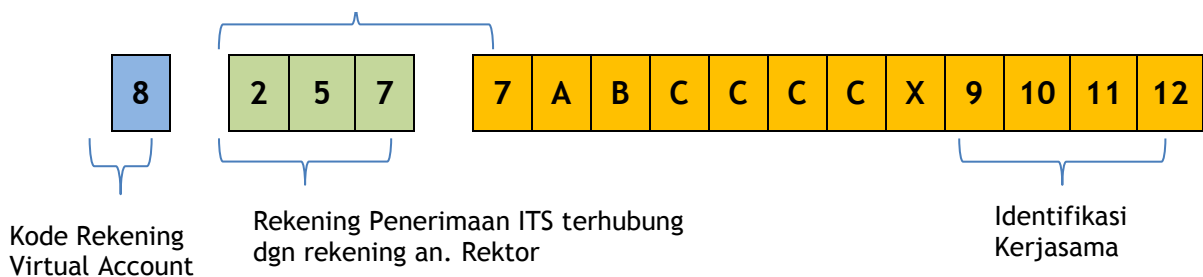 8 2 5 7 7 A B C C C C X 9 10 11 12
Kode Rekening
Virtual Account
Rekening Penerimaan ITS terhubung
dgn rekening an. Rektor
Identifikasi
Kerjasama